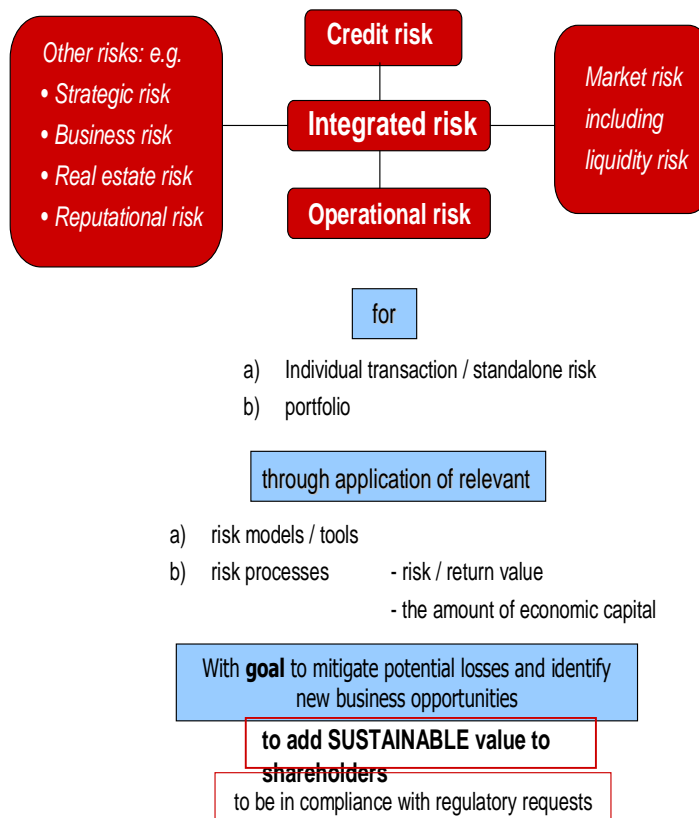 Credit risk
Other risks: e.g.
• Strategic risk
• Business risk
• Real estate risk
• Reputational risk
Integrated risk
Market risk
including
liquidity risk
Operational risk
for
a) Individual transaction / standalone risk
b) portfolio
through application of relevant
a) risk models / tools
b) risk processes - risk / return value
- the amount of economic capital
With goal to mitigate potential losses and identify
new business opportunities
to add SUSTAINABLE value to
shareholders
to be in compliance with regulatory requests